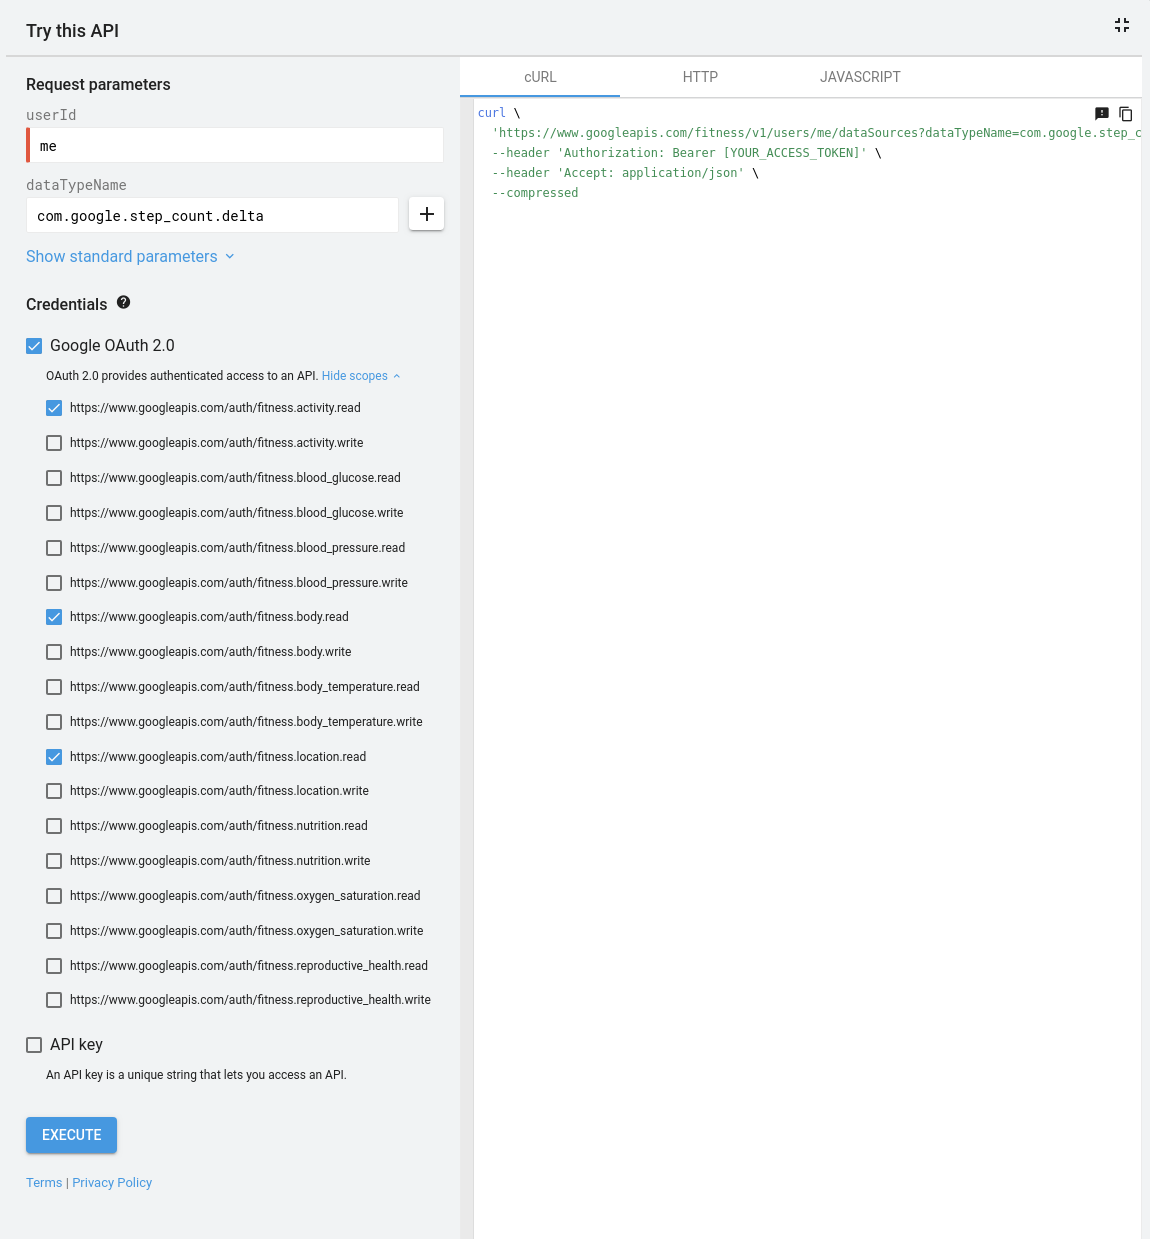 Try this API
Request parameters
userId
me
dataTypeName
com.google.step_count.delta
Show standard parameters
Credentials
Google OAuth 2.0
OAuth 2.0 provides authenticated access to an API. Hide scopes
https://www.googleapis.com/auth/fitness.activity.read
https://www.googleapis.com/auth/fitness.activity.write
https://www.googleapis.com/auth/fitness.blood_glucose.read
https://www.googleapis.com/auth/fitness.blood_glucose.write
https://www.googleapis.com/auth/fitness.blood_pressure.read
https://www.googleapis.com/auth/fitness.blood_pressure.write
https://www.googleapis.com/auth/fitness.body.read
https://www.googleapis.com/auth/fitness.body.write
https://www.googleapis.com/auth/fitness.body_temperature.read
https://www.googleapis.com/auth/fitness.body_temperature.write
https://www.googleapis.com/auth/fitness.location.read
https://www.googleapis.com/auth/fitness.location.write
https://www.googleapis.com/auth/fitness.nutrition.read
https://www.googleapis.com/auth/fitness.nutrition.write
https://www.googleapis.com/auth/fitness.oxygen_saturation.read
https://www.googleapis.com/auth/fitness.oxygen_saturation.write
https://www.googleapis.com/auth/fitness.reproductive_health.read
https://www.googleapis.com/auth/fitness.reproductive_health.write
API key
An API key is a unique string that lets you access an API.
EXECUTE
Terms | Privacy Policy
cURL HTTP JAVASCRIPT
curl \
'https://www.googleapis.com/fitness/v1/users/me/dataSources?dataTypeName=com.google.step_c
--header 'Authorization: Bearer [YOUR_ACCESS_TOKEN]' \
--header 'Accept: application/json' \
--compressed